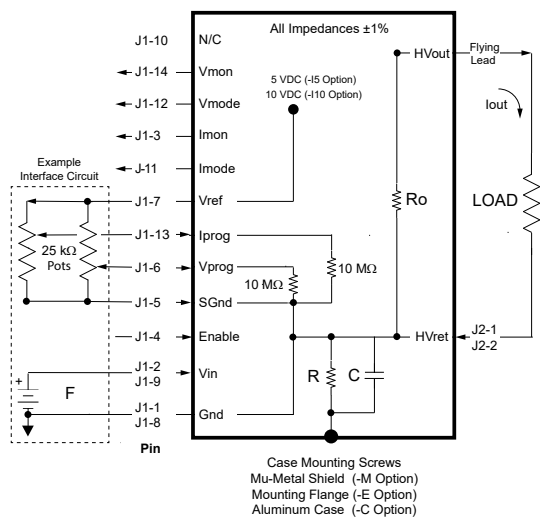 All Impedances ±1%
J1-10 N/C
J1-14 Vmon
J1-12 Vmode
J1-3 Imon
J-11 Imode
J1-7 Vref
J1-13 Iprog
J1-6 Vprog
J1-5 SGnd
J1-4 Enable
J1-2
J1-9
Vin
J1-1
J1-8
Gnd
Pin
5 VDC (-I5 Option)
10 VDC (-I10 Option)
HVout
Flying
Lead
Iout
Ro
LOAD
Example
Interface Circuit
25 kΩ
Pots
10 MΩ
10 MΩ
HVret
J2-1
J2-2
R
C
+
F
Case Mounting Screws
Mu-Metal Shield (-M Option)
Mounting Flange (-E Option)
Aluminum Case (-C Option)